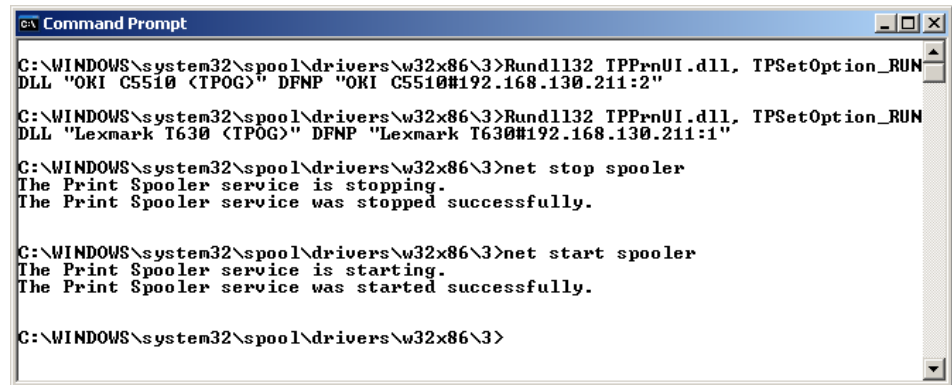 Command Prompt
C:\WINDOWS\system32\spool\drivers\w32x86\3>Rundll32 TPPrnUI.dll, TPSetOption_RUN
DLL "OKI C5510 (TPOG)" DFNP "OKI C5510#192.168.130.211:2"
C:\WINDOWS\system32\spool\drivers\w32x86\3>Rundll32 TPPrnUI.dll, TPSetOption_RUN
DLL "Lexmark T630 (TPOG)" DFNP "Lexmark T630#192.168.130.211:1"
C:\WINDOWS\system32\spool\drivers\w32x86\3>net stop spooler
The Print Spooler service is stopping.
The Print Spooler service was stopped successfully.
C:\WINDOWS\system32\spool\drivers\w32x86\3>net start spooler
The Print Spooler service is starting.
The Print Spooler service was started successfully.
C:\WINDOWS\system32\spool\drivers\w32x86\3>